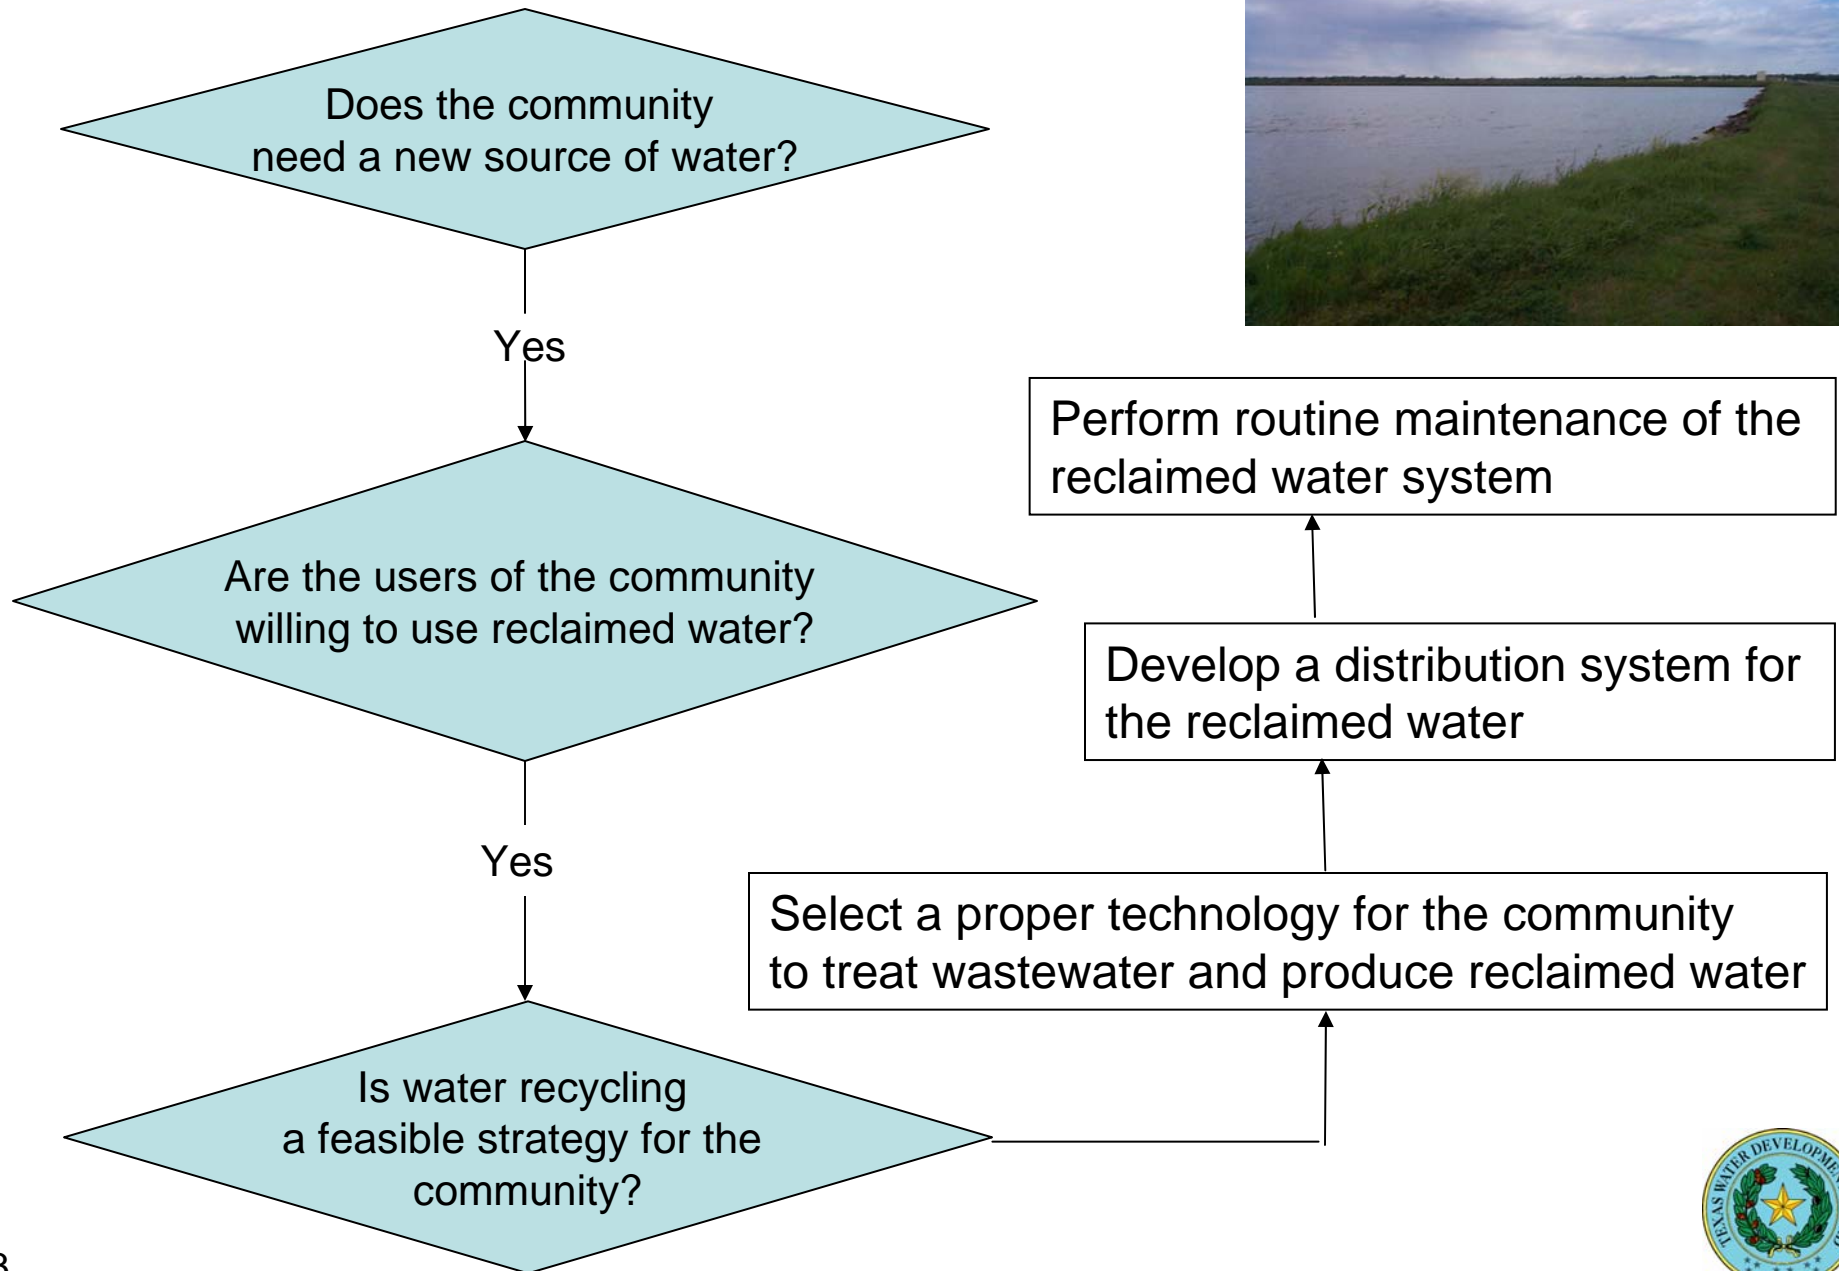 Does the community
need a new source of water?
Yes
Are the users of the community
willing to use reclaimed water?
Yes
Is water recycling
a feasible strategy for the
community?
Select a proper technology for the community
to treat wastewater and produce reclaimed water
Develop a distribution system for
the reclaimed water
Perform routine maintenance of the
reclaimed water system
TEXAS WATER DEVELOPMENT